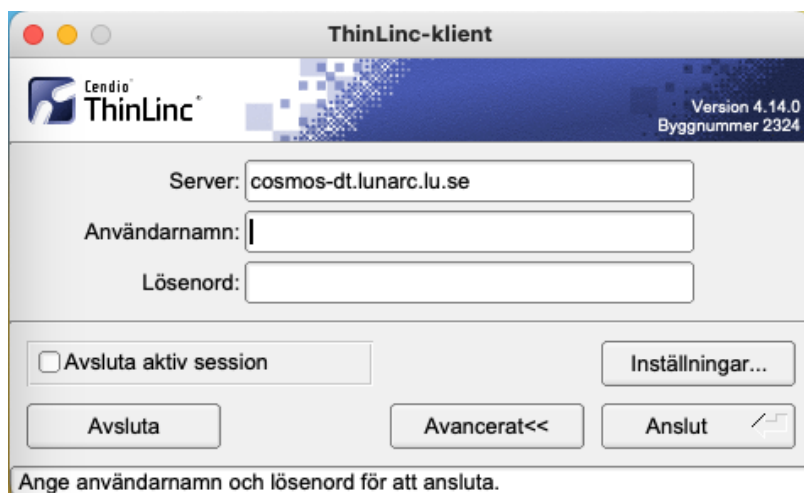 ThinLinc-klient
Cendio®
ThinLinc®
Version 4.14.0
Byggnummer 2324
Server: cosmos-dt.lunarc.lu.se
Användarnamn:
Lösenord:
Avsluta aktiv session
Inställningar...
Avsluta
Avancerat<<
Anslut
Ange användarnamn och lösenord för att ansluta.